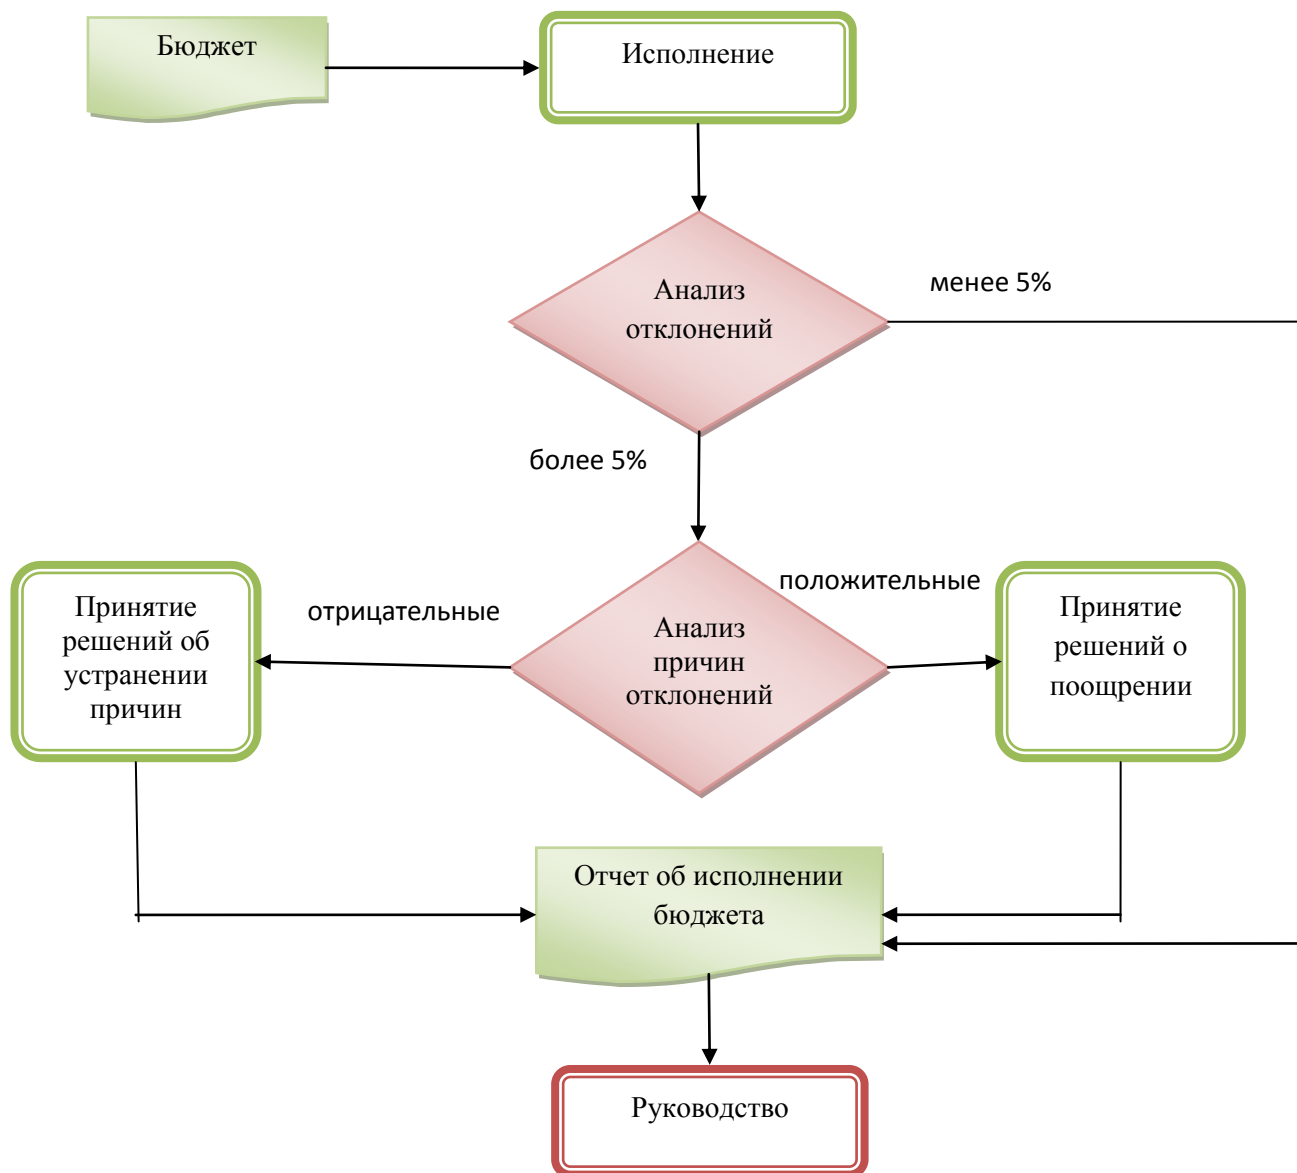 Бюджет
Исполнение
Анализ
отклонений
менее 5%
более 5%
Принятие
решений об
устранении
причин
отрицательные
Анализ
причин
отклонений
положительные
Принятие
решений о
поощрении
Отчет об исполнении
бюджета
Руководство